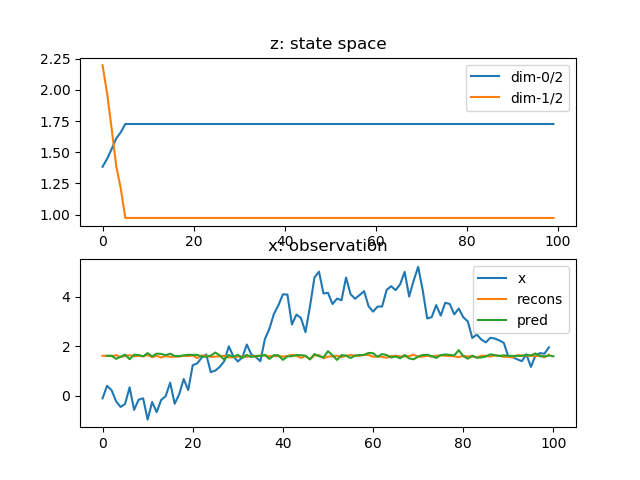 z: state space
2.25
2.00
1.75
1.50
1.25
1.00
dim-0/2
dim-1/2
0 20 40 60 80 100
x: observation
4
2
0
x
recons
pred
0 20 40 60 80 100